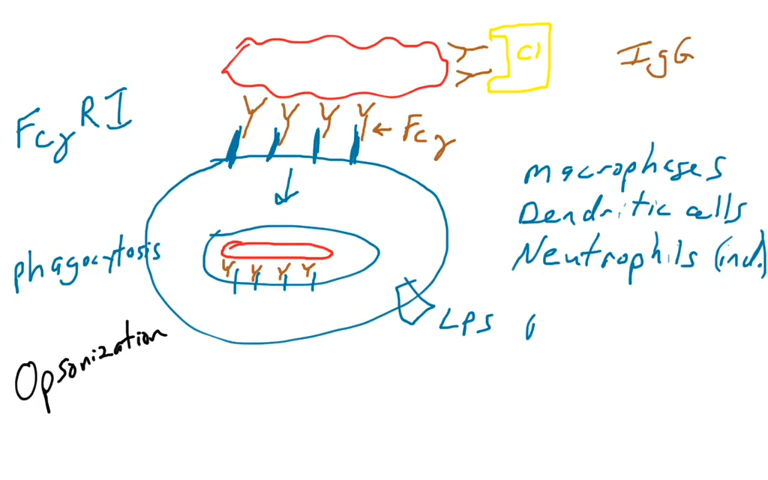 C1
IgG
FcγRI
Fcγ
macrophages
Dendritic cells
Neutrophils (ind.)
phagocytosis
LPS
Opsonization